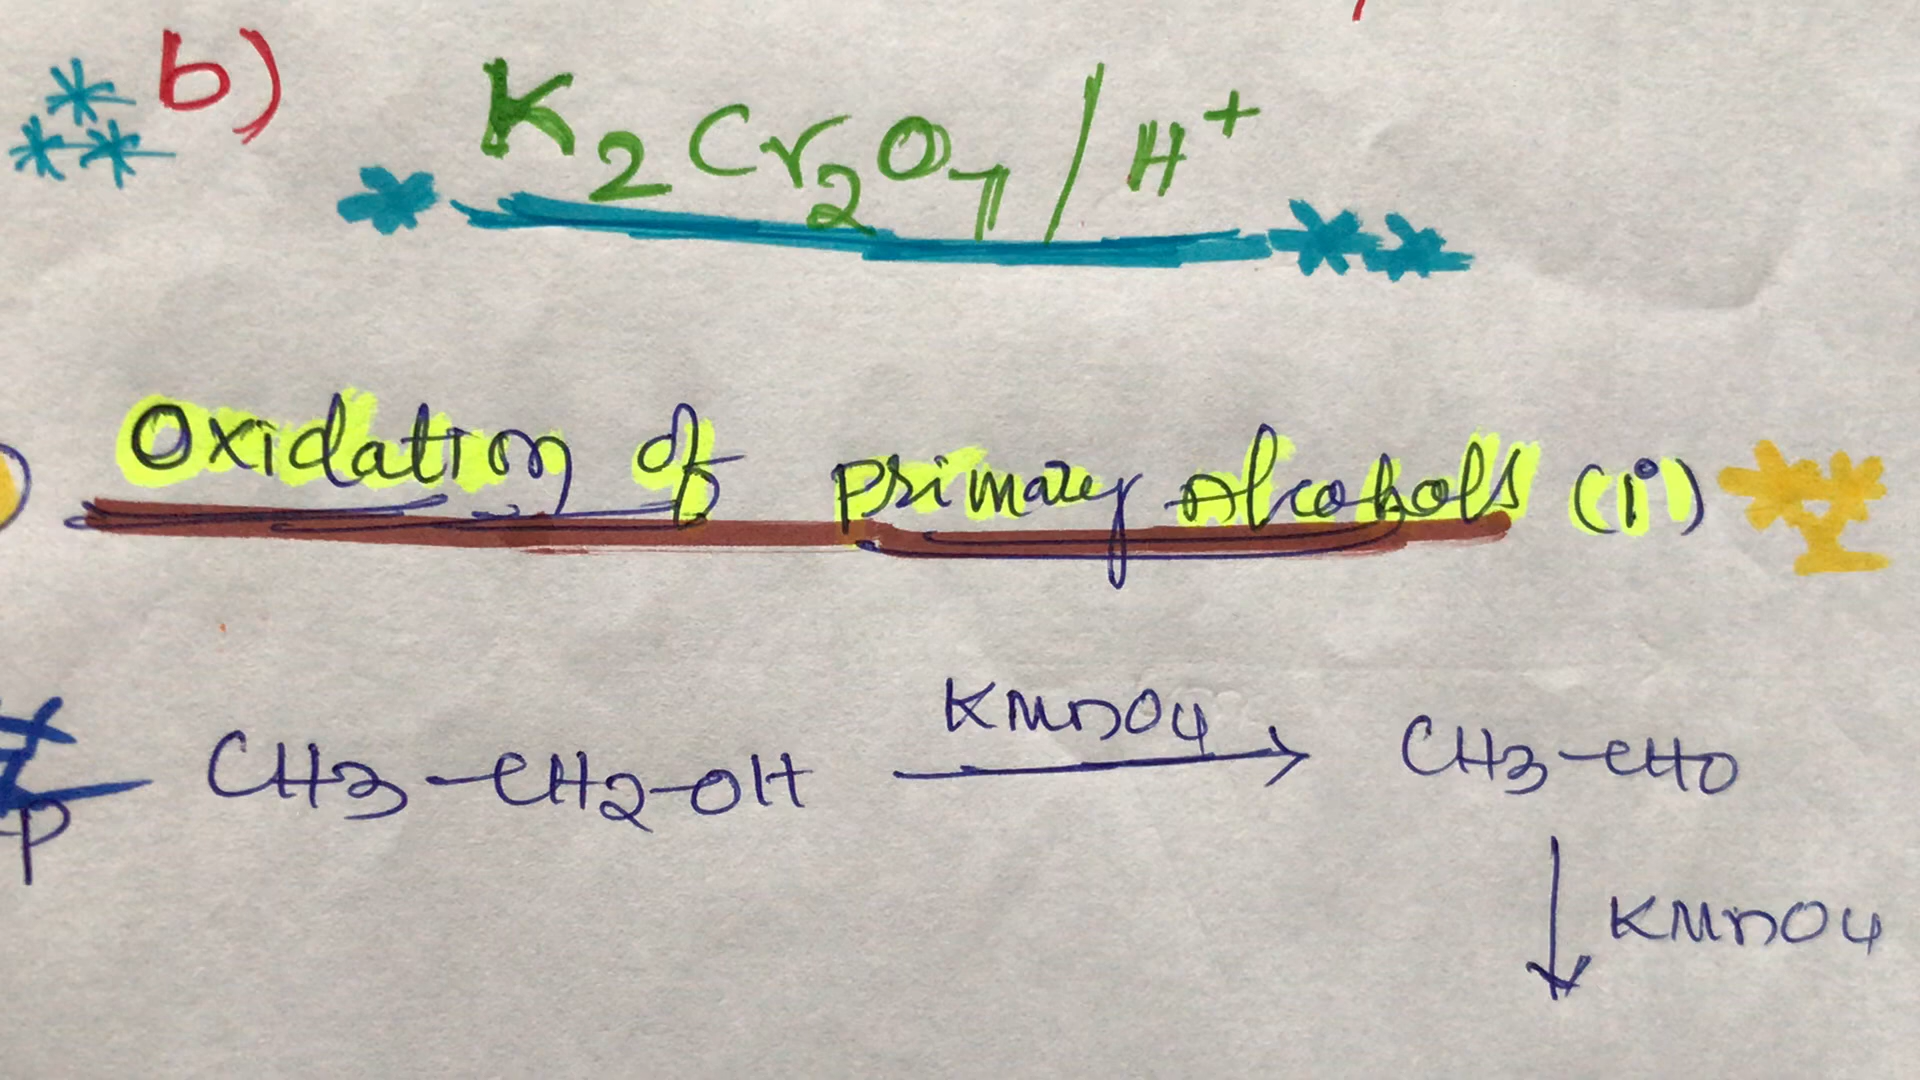 b) K2Cr2O7/H+
Oxidation of primary alcohols (1°)
CH3-CH2-OH KMnO4 CH3-CHO
KMnO4
P